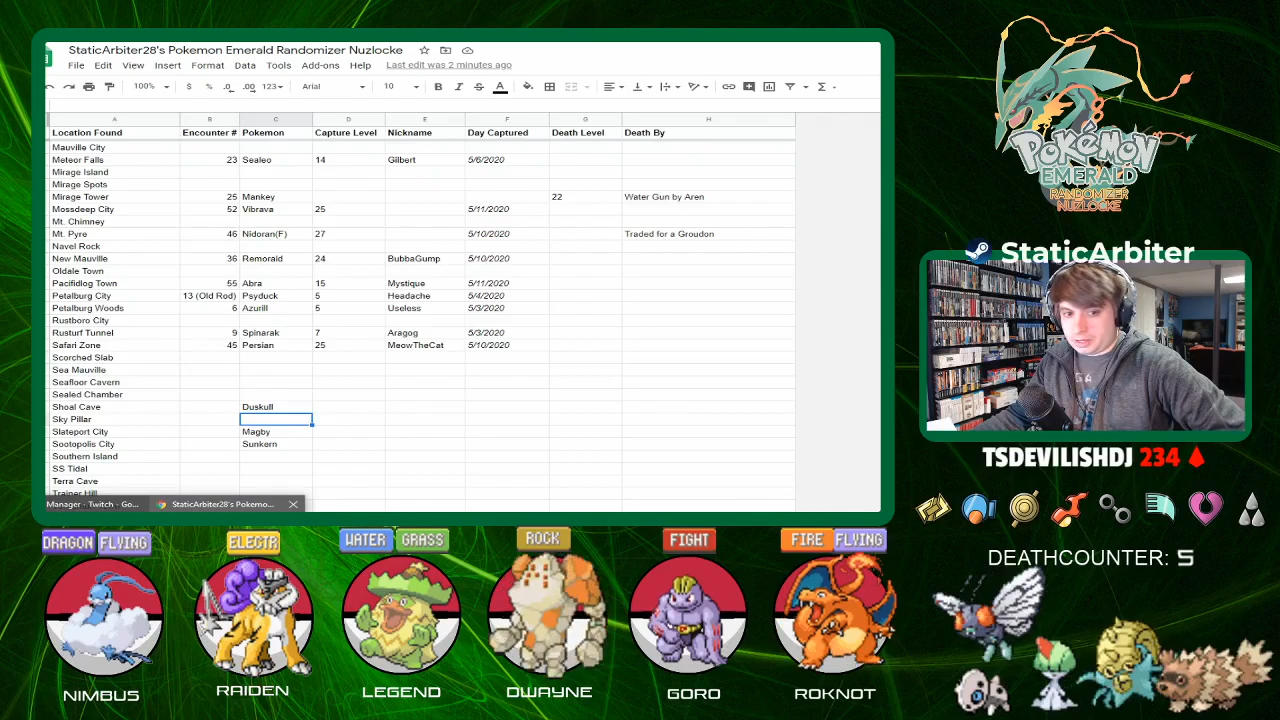 StaticArbiter28's Pokemon Emerald Randomizer Nuzlocke
File Edit View Insert Format Data Tools Add-ons Help Last edit was 2 minutes ago
100% $ % .0 .00 123 Arial 10 B I S A
A B C D E F G H
Location Found Encounter # Pokemon Capture Level Nickname Day Captured Death Level Death By
Mauville City
Meteor Falls 23 Sealeo 14 Gilbert 5/6/2020
Mirage Island
Mirage Spots
Mirage Tower 25 Mankey 22 Water Gun by Aren
Mossdeep City 52 Vibrava 25 5/11/2020
Mt. Chimney
Mt. Pyre 46 Nidoran(F) 27 5/10/2020 Traded for a Groudon
Navel Rock
New Mauville 36 Remoraid 24 BubbaGump 5/10/2020
Oldale Town
Pacifidlog Town 55 Abra 15 Mystique 5/11/2020
Petalburg City 13 (Old Rod) Psyduck 5 Headache 5/4/2020
Petalburg Woods 6 Azurill 5 Useless 5/3/2020
Rustboro City
Rusturf Tunnel 9 Spinarak 7 Aragog 5/3/2020
Safari Zone 45 Persian 25 MeowTheCat 5/10/2020
Scorched Slab
Sea Mauville
Seafloor Cavern
Sealed Chamber
Shoal Cave Duskull
Sky Pillar
Slateport City Magby
Sootopolis City Sunkern
Southern Island
SS Tidal
Terra Cave
Trainer Hill
Manager - Twitch - Go... StaticArbiter28's Pokemo...
POKéMON
EMERALD
RANDOMIZER
NUZLOCKE
StaticArbiter
TSDEVILISHDJ 234
DEATHCOUNTER: 5
DRAGON FLYING ELECTR WATER GRASS ROCK FIGHT FIRE FLYING
NIMBUS RAIDEN LEGEND DWAYNE GORO ROKNOT